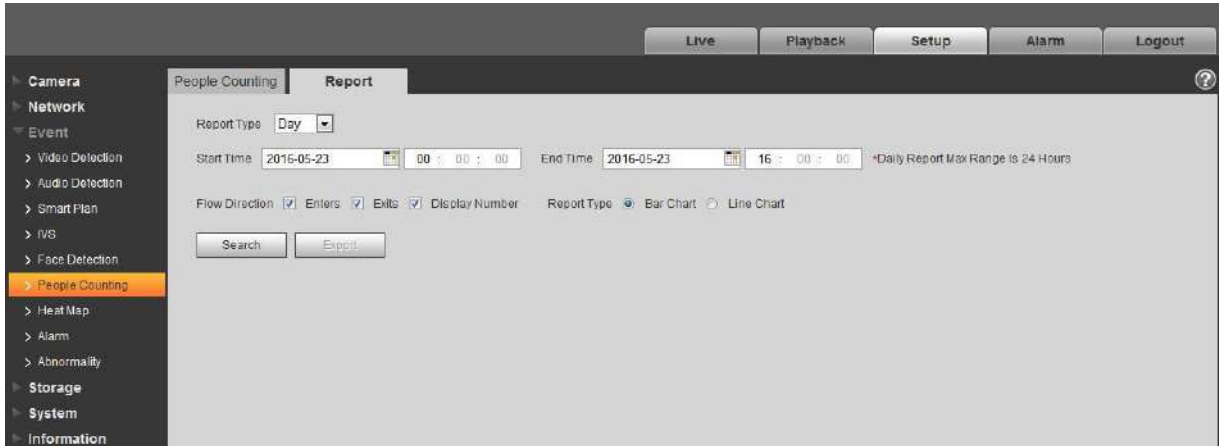 Live Playback Setup Alarm Logout
Camera
Network
Event
Video Detection
Audio Detection
Smart Plan
IVS
Face Detection
People Counting
Heat Map
Alarm
Abnormality
Storage
System
Information
People Counting Report
Report Type Day
Start Time 2016-05-23 00 : 00 : 00 End Time 2016-05-23 16 : 00 : 00 *Daily Report Max Range Is 24 Hours
Flow Direction Enters Exits Display Number Report Type Bar Chart Line Chart
Search Export